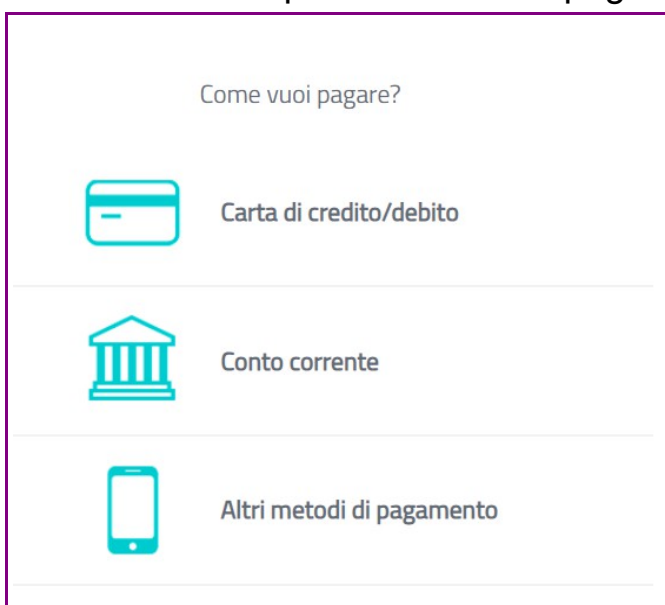 Come vuoi pagare?
Carta di credito/debito
Conto corrente
Altri metodi di pagamento